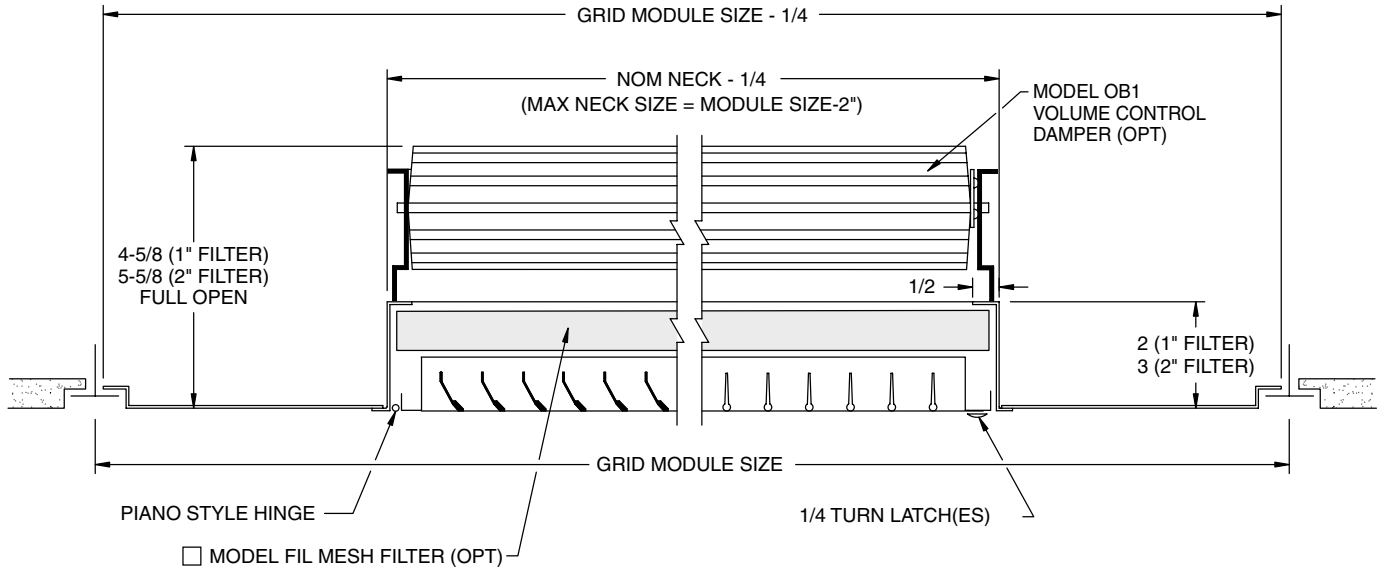 GRID MODULE SIZE - 1/4
NOM NECK - 1/4
(MAX NECK SIZE = MODULE SIZE-2")
MODEL OB1
VOLUME CONTROL
DAMPER (OPT)
4-5/8 (1" FILTER)
5-5/8 (2" FILTER)
FULL OPEN
1/2
2 (1" FILTER)
3 (2" FILTER)
GRID MODULE SIZE
PIANO STYLE HINGE
1/4 TURN LATCH(ES)
MODEL FIL MESH FILTER (OPT)